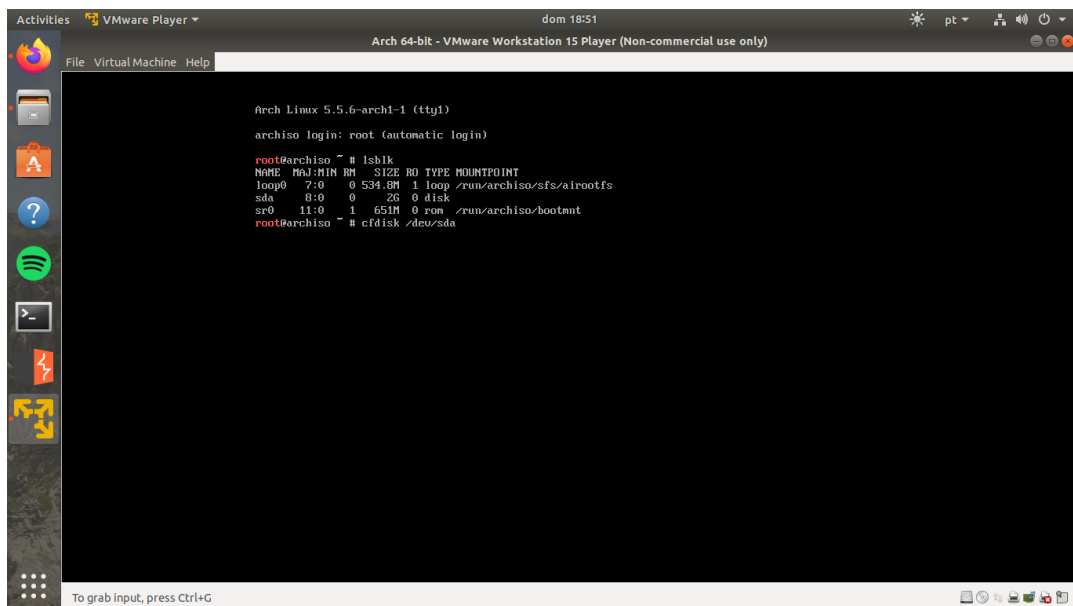 Activities VMware Player dom 18:51 pt
Arch 64-bit - VMware Workstation 15 Player (Non-commercial use only)
File Virtual Machine Help
Arch Linux 5.5.6-arch1-1 (tty1)
archiso login: root (automatic login)
root@archiso ~ # lsblk
NAME MAJ:MIN RM SIZE RO TYPE MOUNTPOINT
loop0 7:0 0 534.8M 1 loop /run/archiso/sfs/airootfs
sda 8:0 0 2G 0 disk
sr0 11:0 1 651M 0 rom /run/archiso/bootmnt
root@archiso ~ # cfdisk /dev/sda
To grab input, press Ctrl+G